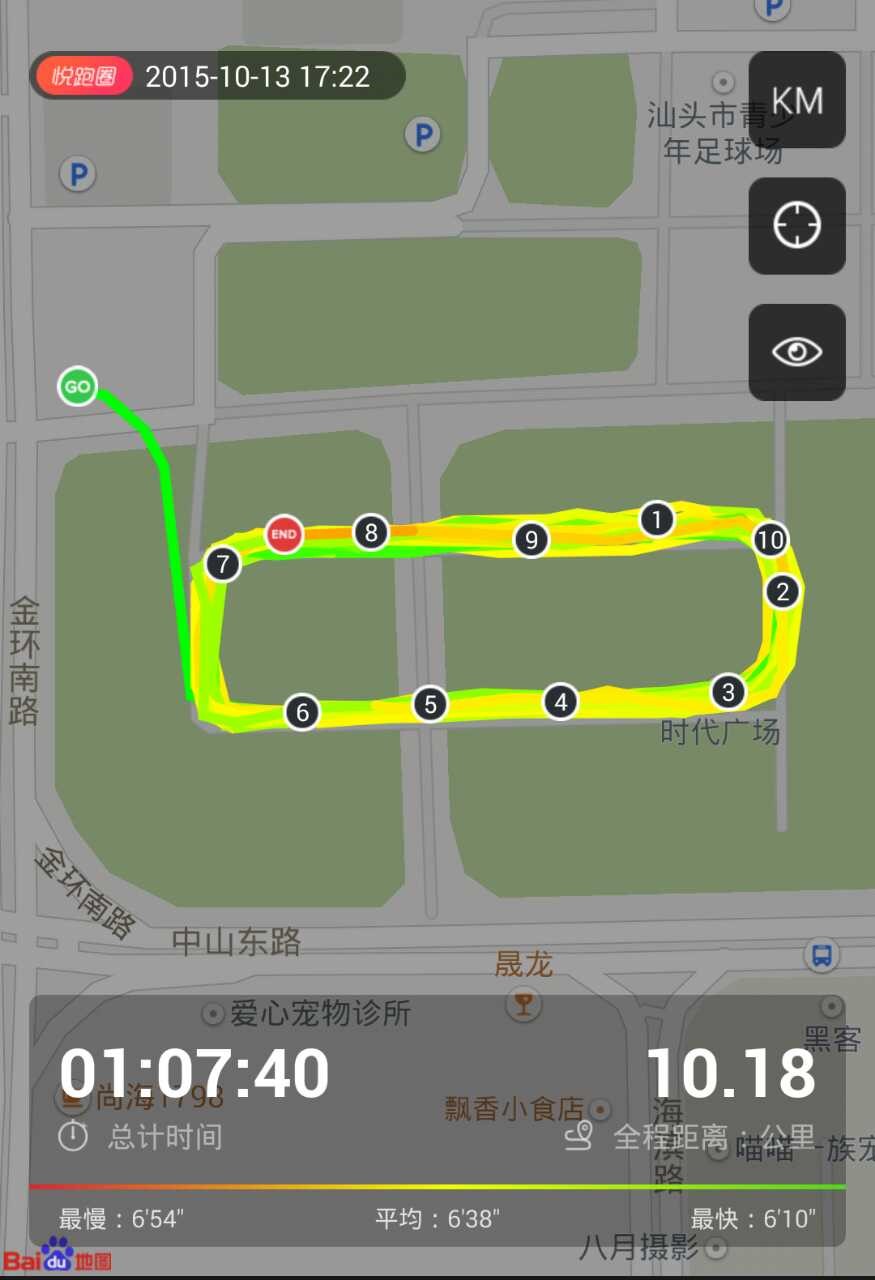 P
悦跑圈 2015-10-13 17:22
KM
汕头市青少
年足球场
P
P
GO
END
8
9
1
10
7
2
金环南路
6
5
4
3
时代广场
金环南路
中山东路
晟龙
爱心宠物诊所
黑客
01:07:40
10.18
尚海1798
飘香小食店
总计时间
全程距离：公里
海滨路
喵喵一族宠
最慢：6'54"
平均：6'38"
最快：6'10"
八月摄影
Bai du 地图